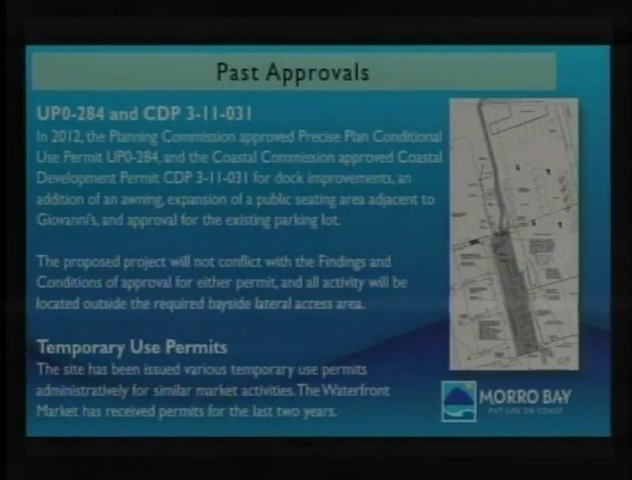 Past Approvals
UP0-284 and CDP 3-11-031
In 2012, the Planning Commission approved Precise Plan Conditional
Use Permit UP0-284, and the Coastal Commission approved Coastal
Development Permit CDP 3-11-031 for dock improvements, an
addition of an awning, expansion of a public seating area adjacent to
Giovanni's, and approval for the existing parking lot.
The proposed project will not conflict with the Findings and
Conditions of approval for either permit, and all activity will be
located outside the required bayside lateral access area.
Temporary Use Permits
The site has been issued various temporary use permits
administratively for similar market activities. The Waterfront
Market has received permits for the last two years.
MORRO BAY
PUT LIFE ON COAST